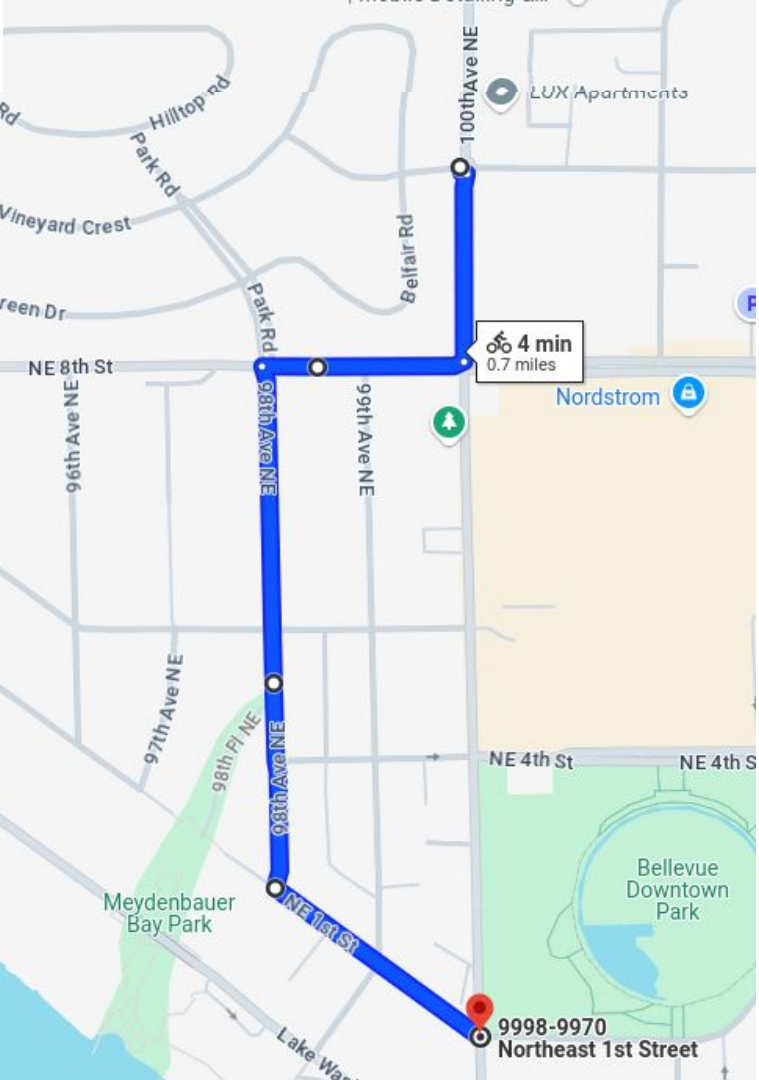 100thAve NE
LUX Apartments
Hilltop Rd
Rd
Park Rd
Vineyard Crest
Belfair Rd
Park Rd
reen Dr
4 min
0.7 miles
NE 8th St
P
Nordstrom
96th Ave NE
98th Ave NE
99th Ave NE
97th Ave NE
98th Pl NE
98th Ave NE
NE 4th St
NE 4th S
Bellevue
Downtown
Park
Meydenbauer
Bay Park
NE 1st St
9998-9970
Northeast 1st Street
Lake Was